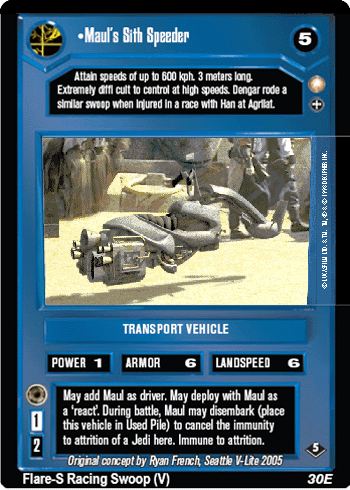 •Maul's Sith Speeder
5
Attain speeds of up to 600 kph. 3 meters long.
Extremely diffi cult to control at high speeds. Dengar rode a
similar swoop when injured in a race with Han at Agrilat.
TRANSPORT VEHICLE
POWER 1 ARMOR 6 LANDSPEED 6
May add Maul as driver. May deploy with Maul as
a 'react'. During battle, Maul may disembark (place
this vehicle in Used Pile) to cancel the immunity
to attrition of a Jedi here. Immune to attrition.
1
2
5
Original concept by Ryan French, Seattle V-Lite 2005
Flare-S Racing Swoop (V) 30E